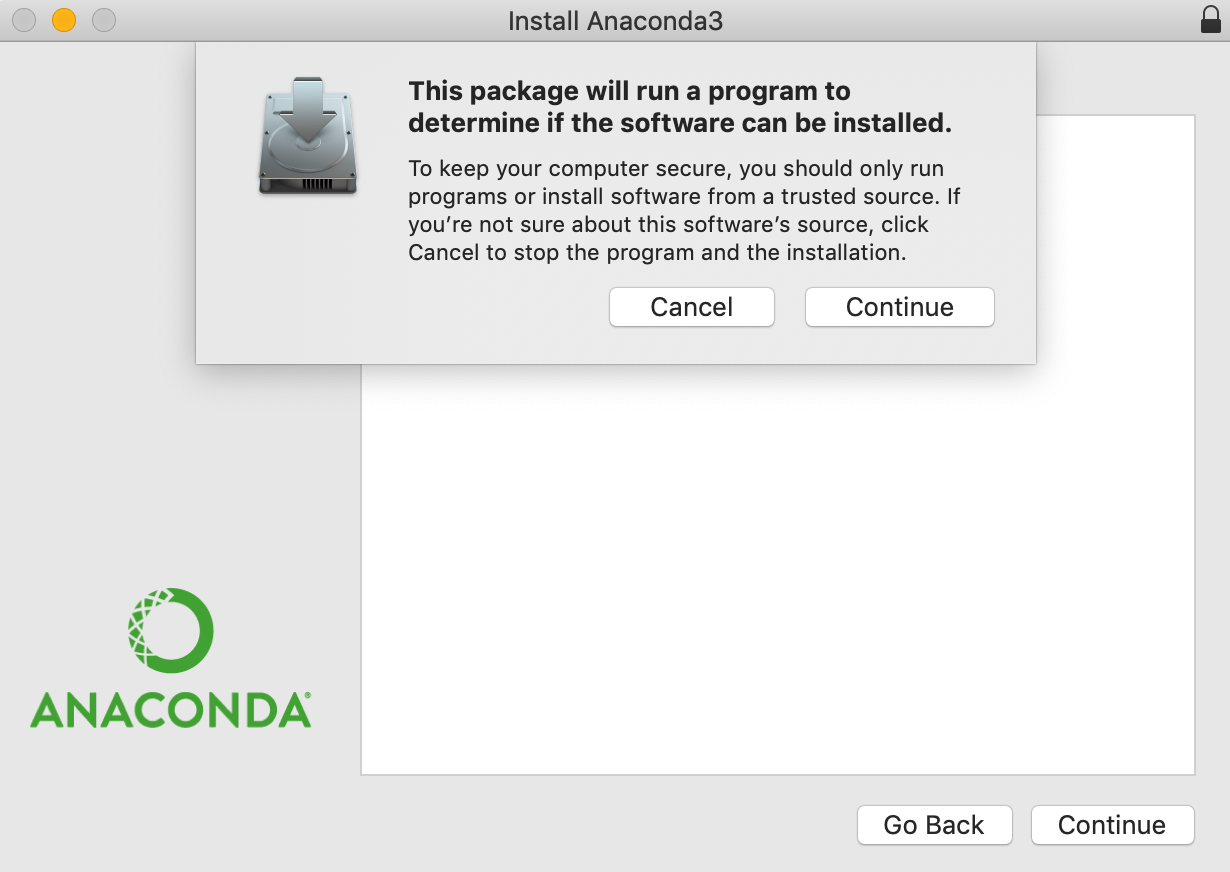 Install Anaconda3
This package will run a program to
determine if the software can be installed.
To keep your computer secure, you should only run
programs or install software from a trusted source. If
you’re not sure about this software’s source, click
Cancel to stop the program and the installation.
Cancel
Continue
ANACONDA®
Go Back
Continue